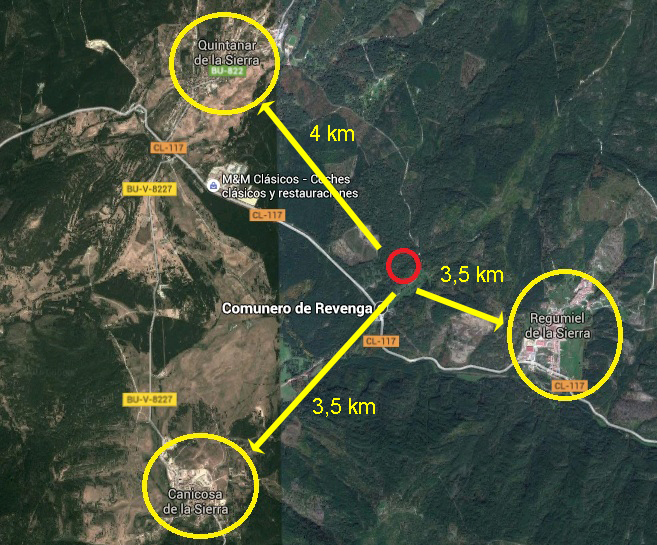 Quintanar
de la Sierra
BU-822
4 km
CL-117
M&M Clásicos - Coches
clásicos y restauraciones
BU-V-8227
CL-117
3,5 km
Comunero de Revenga
Regumiel
de la Sierra
CL-117
CL-117
BU-V-8227
3,5 km
Canicosa
de la Sierra